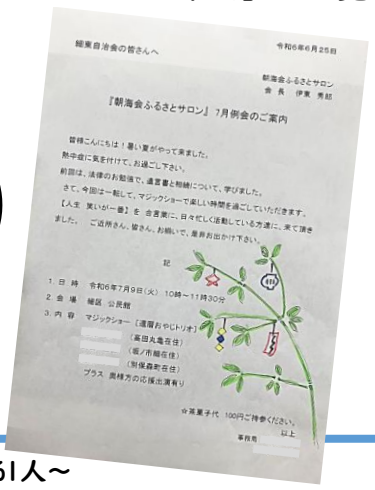 令和6年6月25日
細東自治会の皆さんへ
朝海会ふるさとサロン
会 長 伊東 秀郎
『朝海会ふるさとサロン』 7月例会のご案内
皆様こんにちは！暑い夏がやって来ました。
熱中症に気を付けて、お過ごし下さい。
前回は、法律のお勉強で、遺言書と相続について、学びました。
さて、今回は一転して、マジックショーで楽しい時間を過ごしていただきます。
【人生 笑いが一番】を 合言葉に、日々忙しく活動している方達に、来て頂き
ました。 ご近所さん、皆さん、お揃いで、是非お出かけ下さい。
記
1. 日 時 令和6年7月9日(火) 10時～11時30分
2. 会 場 細区 公民館
3. 内 容 マジックショー [還暦おやじトリオ]
(高田丸亀在住)
(坂ノ市細在住)
(別保森町在住)
プラス 奥様方の応援出演有り
☆茶菓子代 100円ご持参ください。
以上
事務局
61人～